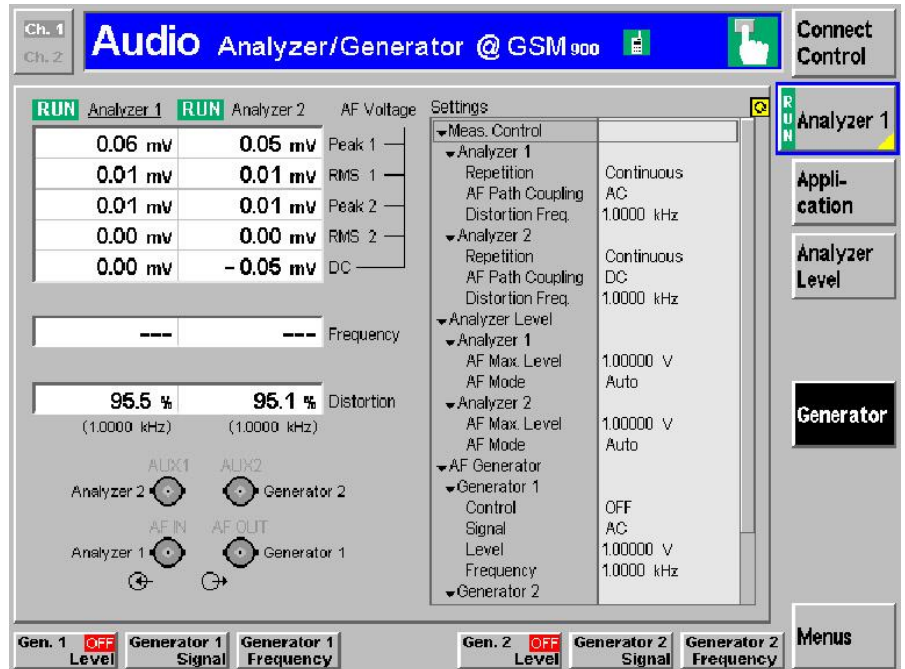 Ch. 1
Ch. 2
Audio Analyzer/Generator @ GSM 900
Connect Control
RUN Analyzer 1 RUN Analyzer 2 AF Voltage
0.06 mV 0.05 mV Peak 1
0.01 mV 0.01 mV RMS 1
0.01 mV 0.01 mV Peak 2
0.00 mV 0.00 mV RMS 2
0.00 mV - 0.05 mV DC
--- --- Frequency
95.5 % 95.1 % Distortion
(1.0000 kHz) (1.0000 kHz)
AUX1 AUX2
Analyzer 2 Generator 2
AF IN AF OUT
Analyzer 1 Generator 1
Settings
Meas. Control
Analyzer 1
Repetition Continuous
AF Path Coupling AC
Distortion Freq. 1.0000 kHz
Analyzer 2
Repetition Continuous
AF Path Coupling DC
Distortion Freq. 1.0000 kHz
Analyzer Level
Analyzer 1
AF Max. Level 1.00000 V
AF Mode Auto
Analyzer 2
AF Max. Level 1.00000 V
AF Mode Auto
AF Generator
Generator 1
Control OFF
Signal AC
Level 1.00000 V
Frequency 1.0000 kHz
Generator 2
RUN Analyzer 1
Appli-
cation
Analyzer
Level
Generator
Menus
Gen. 1 OFF Level
Generator 1 Signal
Generator 1 Frequency
Gen. 2 OFF Level
Generator 2 Signal
Generator 2 Frequency